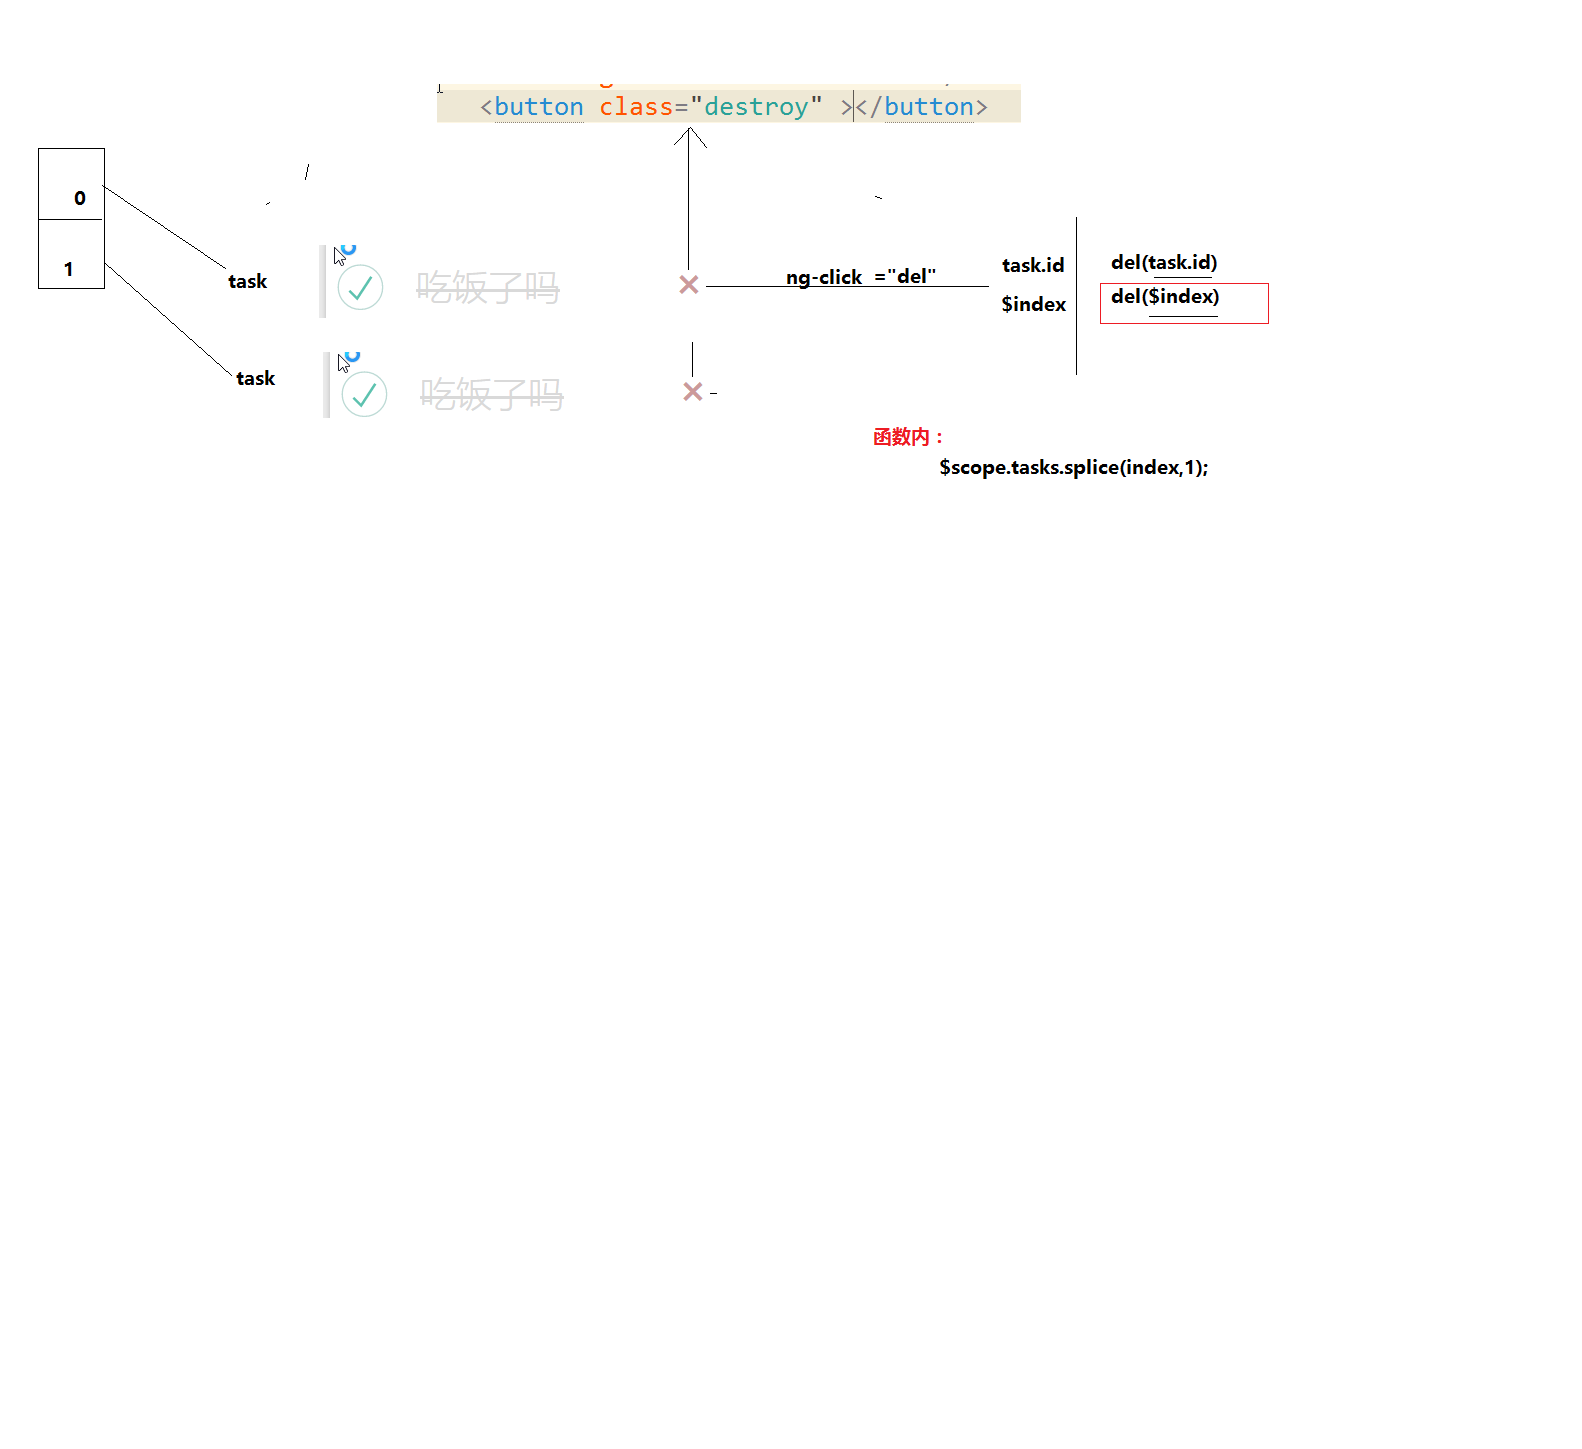 <button class="destroy" ></button>
0
1
task
吃饭了吗
ng-click ="del"
task.id
$index
del(task.id)
del($index)
task
吃饭了吗
函数内：
$scope.tasks.splice(index,1);